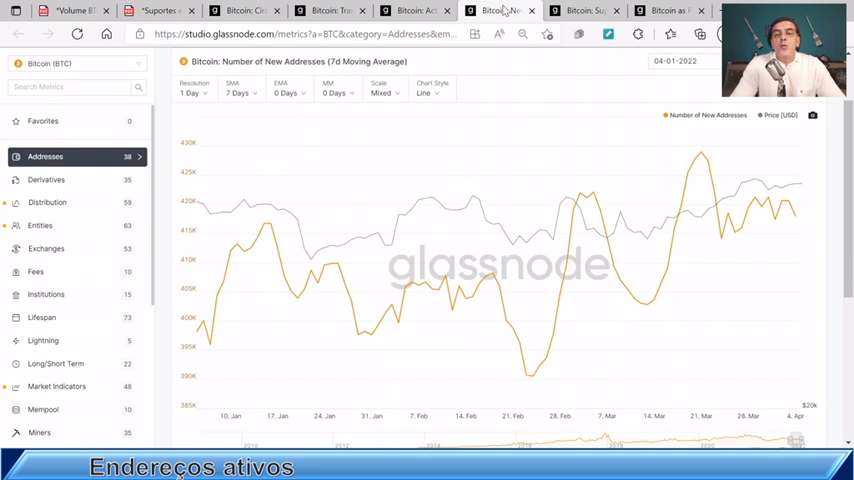 *Volume BT
*Suportes e
Bitcoin: Cir
Bitcoin: Tra
Bitcoin: Act
Bitcoin: Ne
Bitcoin: Sup
Bitcoin as P
https://studio.glassnode.com/metrics?a=BTC&category=Addresses&em...
Bitcoin (BTC)
Bitcoin: Number of New Addresses (7d Moving Average)
04-01-2022
Search Metrics
Resolution SMA EMA MM Scale Chart Style
1 Day 7 Days 0 Days 0 Days Mixed Line
Favorites 0
Number of New Addresses Price [USD]
Addresses 38
Derivatives 35
Distribution 59
Entities 63
Exchanges 39
Fees 10
Institutions 15
Lifespan 73
Lightning 5
Long/Short Term 22
Market Indicators 48
Mempool 10
Miners 35
430K
420K
415K
410K
405K
400K
395K
390K
385K
glassnode
$20k
10. Jan 17. Jan 24. Jan 31. Jan 7. Feb 14. Feb 21. Feb 28. Feb 7. Mar 14. Mar 21. Mar 28. Mar 4. Apr
2010 2012 2014 2020
Endereços ativos